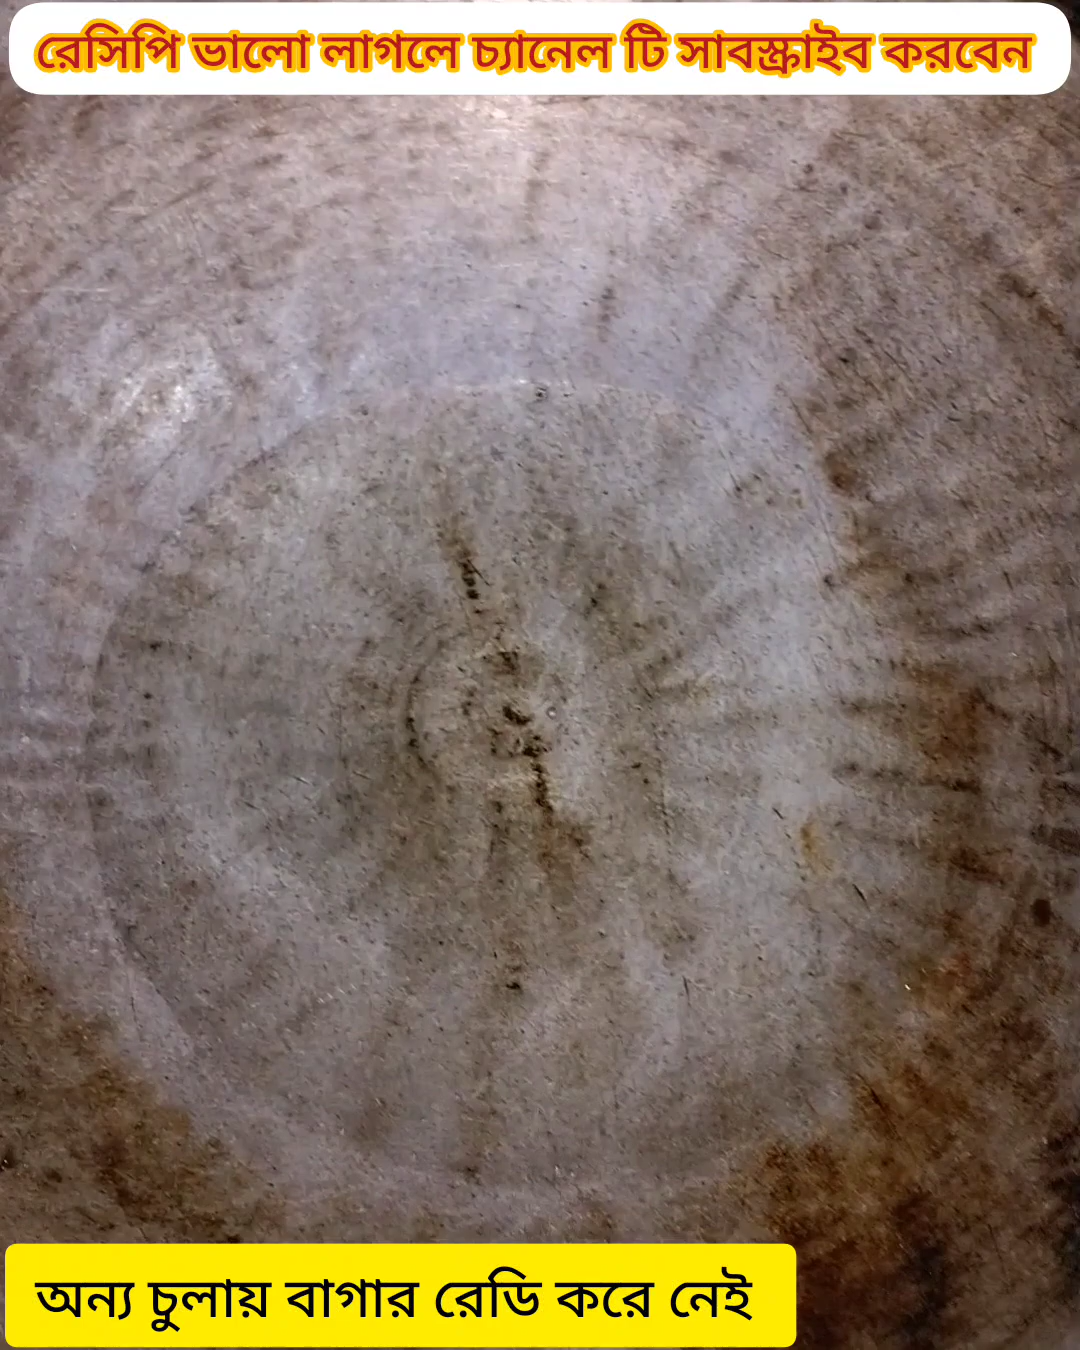 রেসিপি ভালো লাগলে চ্যানেল টি সাবস্ক্রাইব করবেন
অন্য চুলায় বাগার রেডি করে নেই